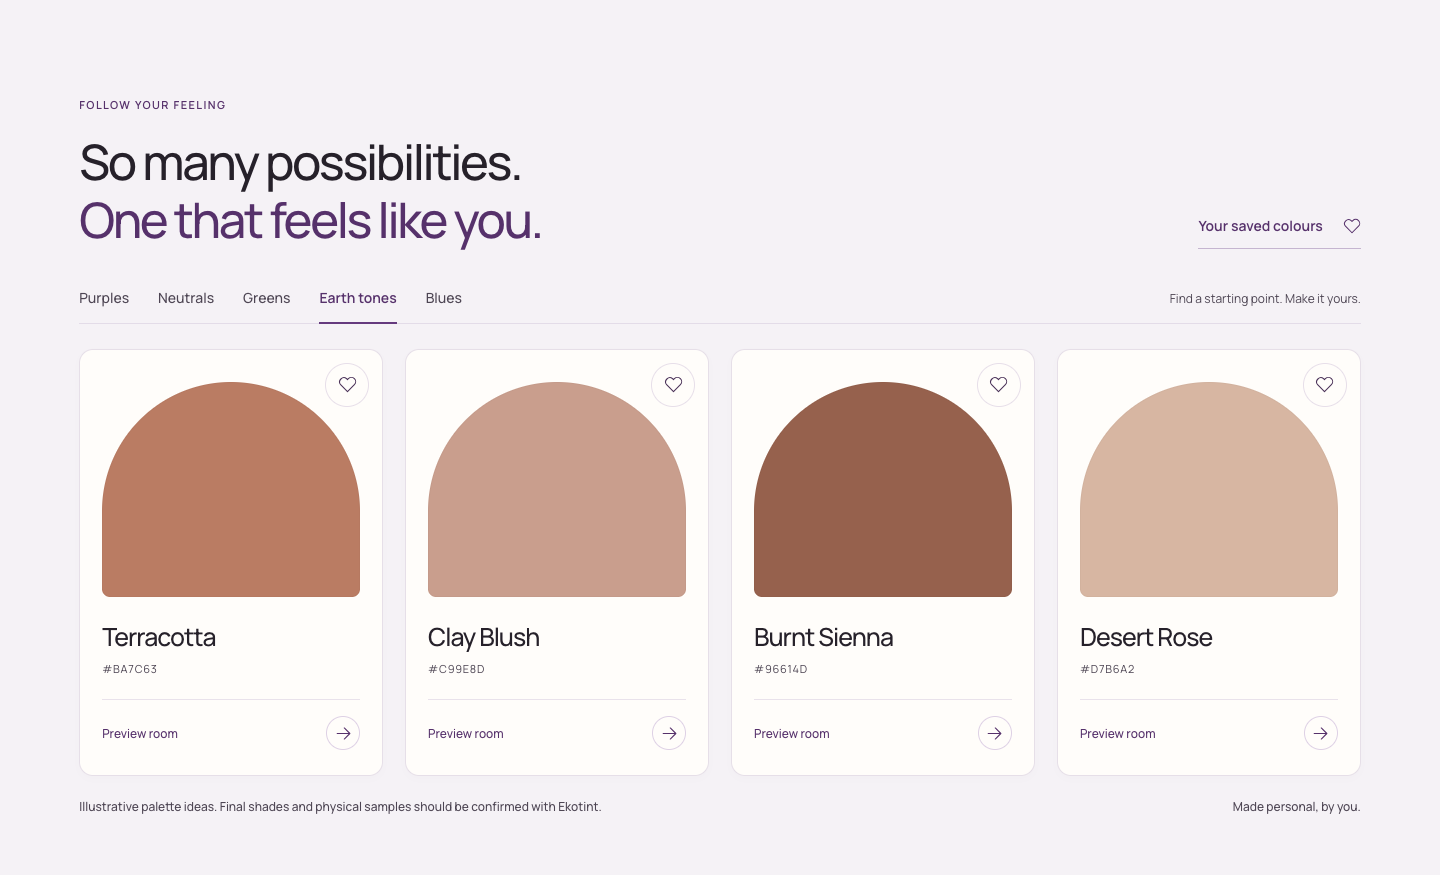 FOLLOW YOUR FEELING
So many possibilities.
One that feels like you.
Your saved colours
Purples
Neutrals
Greens
Earth tones
Blues
Find a starting point. Make it yours.
Terracotta
#BA7C63
Preview room
Clay Blush
#C99E8D
Preview room
Burnt Sienna
#96614D
Preview room
Desert Rose
#D7B6A2
Preview room
Illustrative palette ideas. Final shades and physical samples should be confirmed with Ekotint.
Made personal, by you.